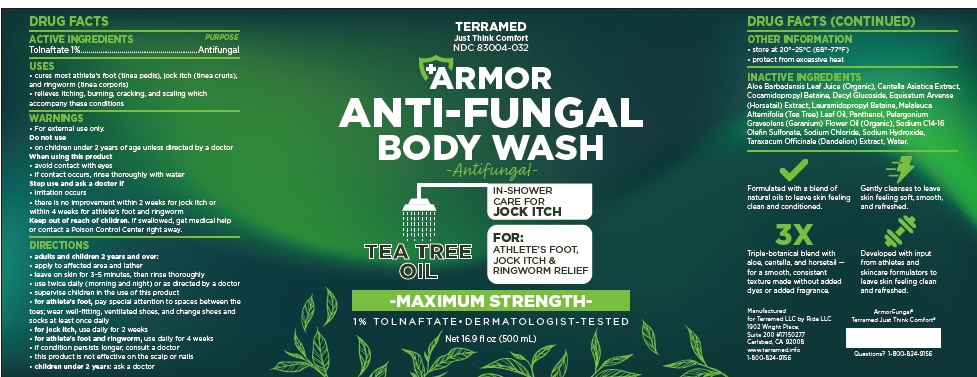 DRUG FACTS
ACTIVE INGREDIENTS PURPOSE
Tolnaftate 1%......................................................Antifungal
USES
• cures most athlete's foot (tinea pedis), jock itch (tinea cruris),
and ringworm (tinea corporis)
• relieves itching, burning, cracking, and scaling which
accompany these conditions
WARNINGS
• For external use only.
Do not use
• on children under 2 years of age unless directed by a doctor
When using this product
• avoid contact with eyes
• if contact occurs, rinse thoroughly with water
Stop use and ask a doctor if
• irritation occurs
• there is no improvement within 2 weeks for jock itch or
within 4 weeks for athlete's foot and ringworm
Keep out of reach of children. If swallowed, get medical help
or contact a Poison Control Center right away.
DIRECTIONS
• adults and children 2 years and over:
• apply to affected area and lather
• leave on skin for 3-5 minutes, then rinse thoroughly
• use twice daily (morning and night) or as directed by a doctor
• supervise children in the use of this product
• for athlete's foot, pay special attention to spaces between the
toes; wear well-fitting, ventilated shoes, and change shoes and
socks at least once daily
• for jock itch, use daily for 2 weeks
• for athlete's foot and ringworm, use daily for 4 weeks
• if condition persists longer, consult a doctor
• this product is not effective on the scalp or nails
• children under 2 years: ask a doctor
TERRAMED
Just Think Comfort
NDC 83004-032
ARMOR
ANTI-FUNGAL
BODY WASH
-Antifungal-
IN-SHOWER
CARE FOR
JOCK ITCH
TEA TREE
OIL
FOR:
ATHLETE'S FOOT,
JOCK ITCH &
RINGWORM RELIEF
-MAXIMUM STRENGTH-
1% TOLNAFTATE•DERMATOLOGIST-TESTED
Net 16.9 fl oz (500 mL)
DRUG FACTS (CONTINUED)
OTHER INFORMATION
• store at 20°-25°C (68°-77°F)
• protect from excessive heat
INACTIVE INGREDIENTS
Aloe Barbadensis Leaf Juice (Organic), Centella Asiatica Extract,
Cocamidopropyl Betaine, Decyl Glucoside, Equisetum Arvense
(Horsetail) Extract, Lauramidopropyl Betaine, Melaleuca
Alternifolia (Tea Tree) Leaf Oil, Panthenol, Pelargonium
Graveolens (Geranium) Flower Oil (Organic), Sodium C14-16
Olefin Sulfonate, Sodium Chloride, Sodium Hydroxide,
Taraxacum Officinale (Dandelion) Extract, Water.
Formulated with a blend of
natural oils to leave skin feeling
clean and conditioned.
Gently cleanses to leave
skin feeling soft, smooth,
and refreshed.
3X
Triple-botanical blend with
aloe, centella, and horsetail —
for a smooth, consistent
texture made without added
dyes or added fragrance.
Developed with input
from athletes and
skincare formulators to
leave skin feeling clean
and refreshed.
Manufactured
for Terramed LLC by Rida LLC
1902 Wright Place,
Suite 200 #17150277
Carlsbad, CA 92008
www.terramed.info
1-800-824-9156
ArmorFungal®
Terramed Just Think Comfort®
Questions? 1-800-824-9156